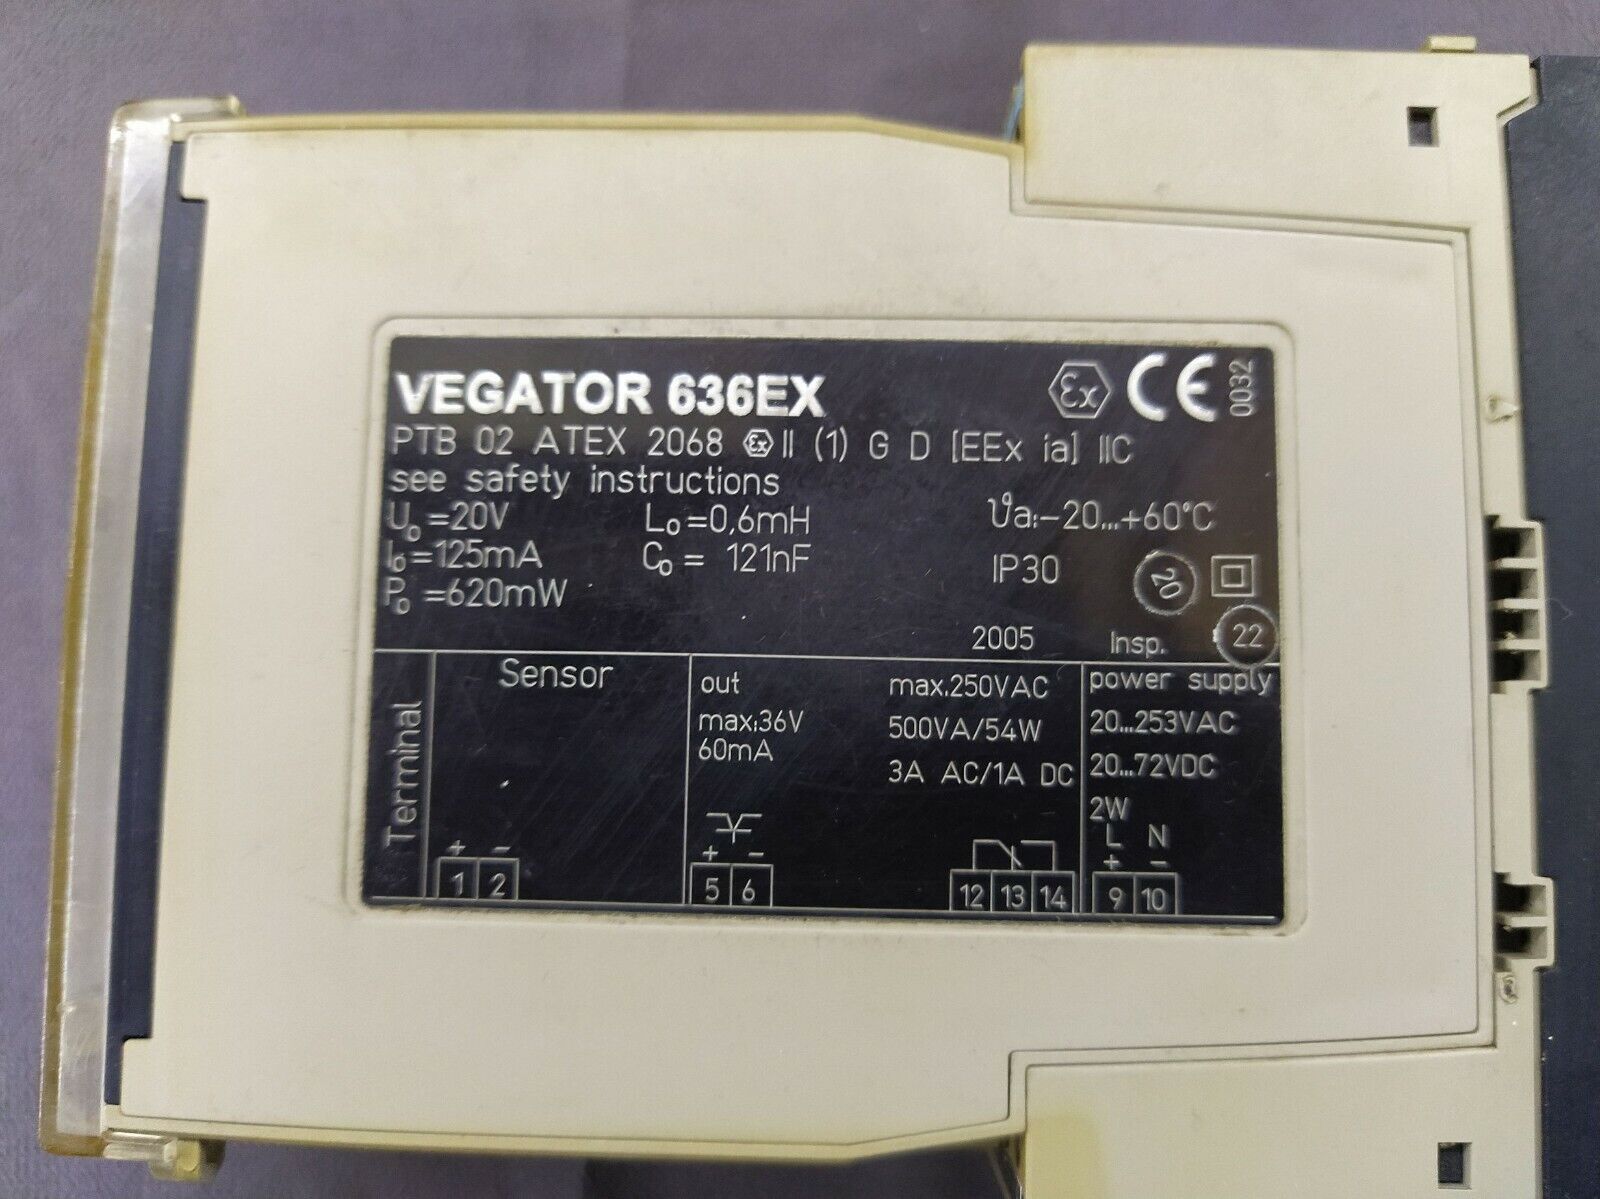 VEGATOR 636EX Ex CE 0032
PTB 02 ATEX 2068 Ex II (1) G D [EEx ia] IIC
see safety instructions
Uo =20V Lo =0,6mH ϑa:-20...+60°C
Io =125mA Co = 121nF IP30 20
Po =620mW
2005 Insp. 22
Terminal
Sensor
+ -
1 2
out
max:36V
60mA
+ -
5 6
max.250VAC
500VA/54W
3A AC/1A DC
12 13 14
power supply
20...253VAC
20...72VDC
2W
L N
+ -
9 10